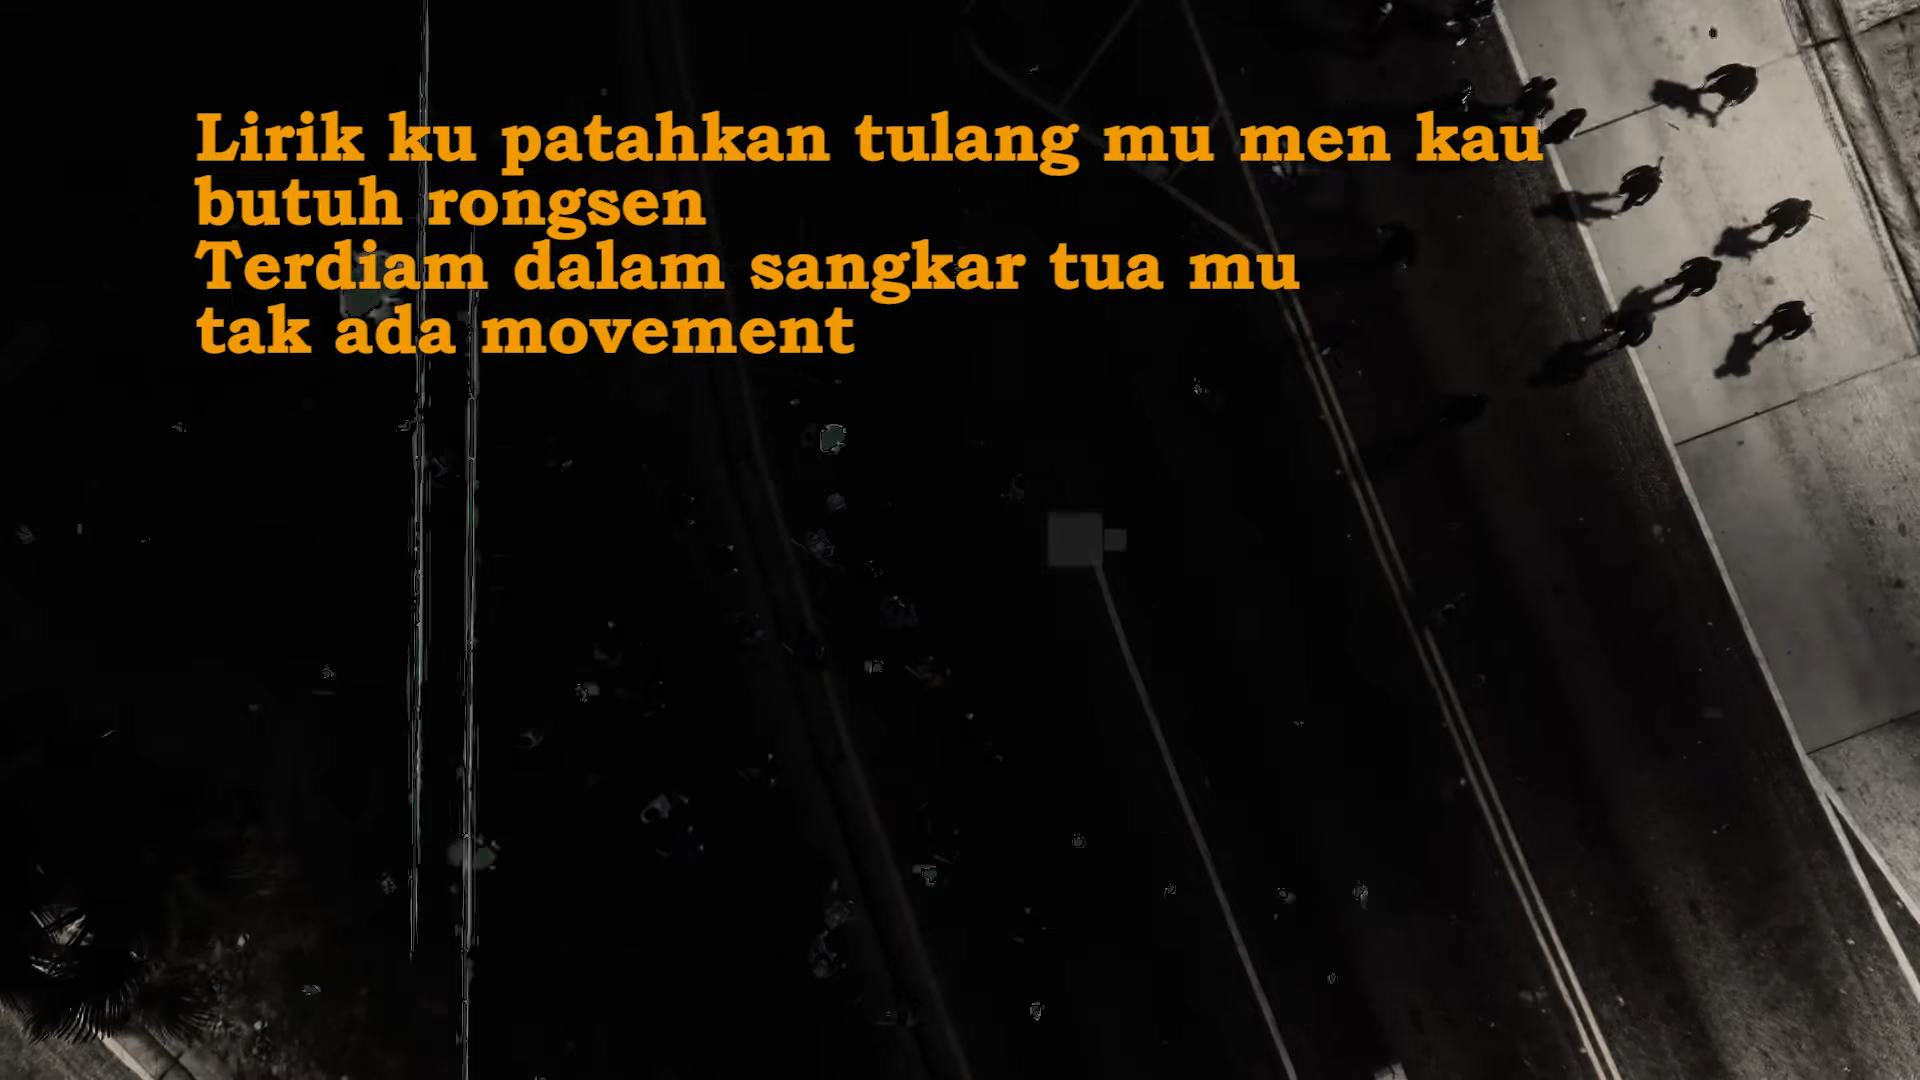 Lirik ku patahkan tulang mu men kau
butuh rongsen
Terdiam dalam sangkar tua mu
tak ada movement